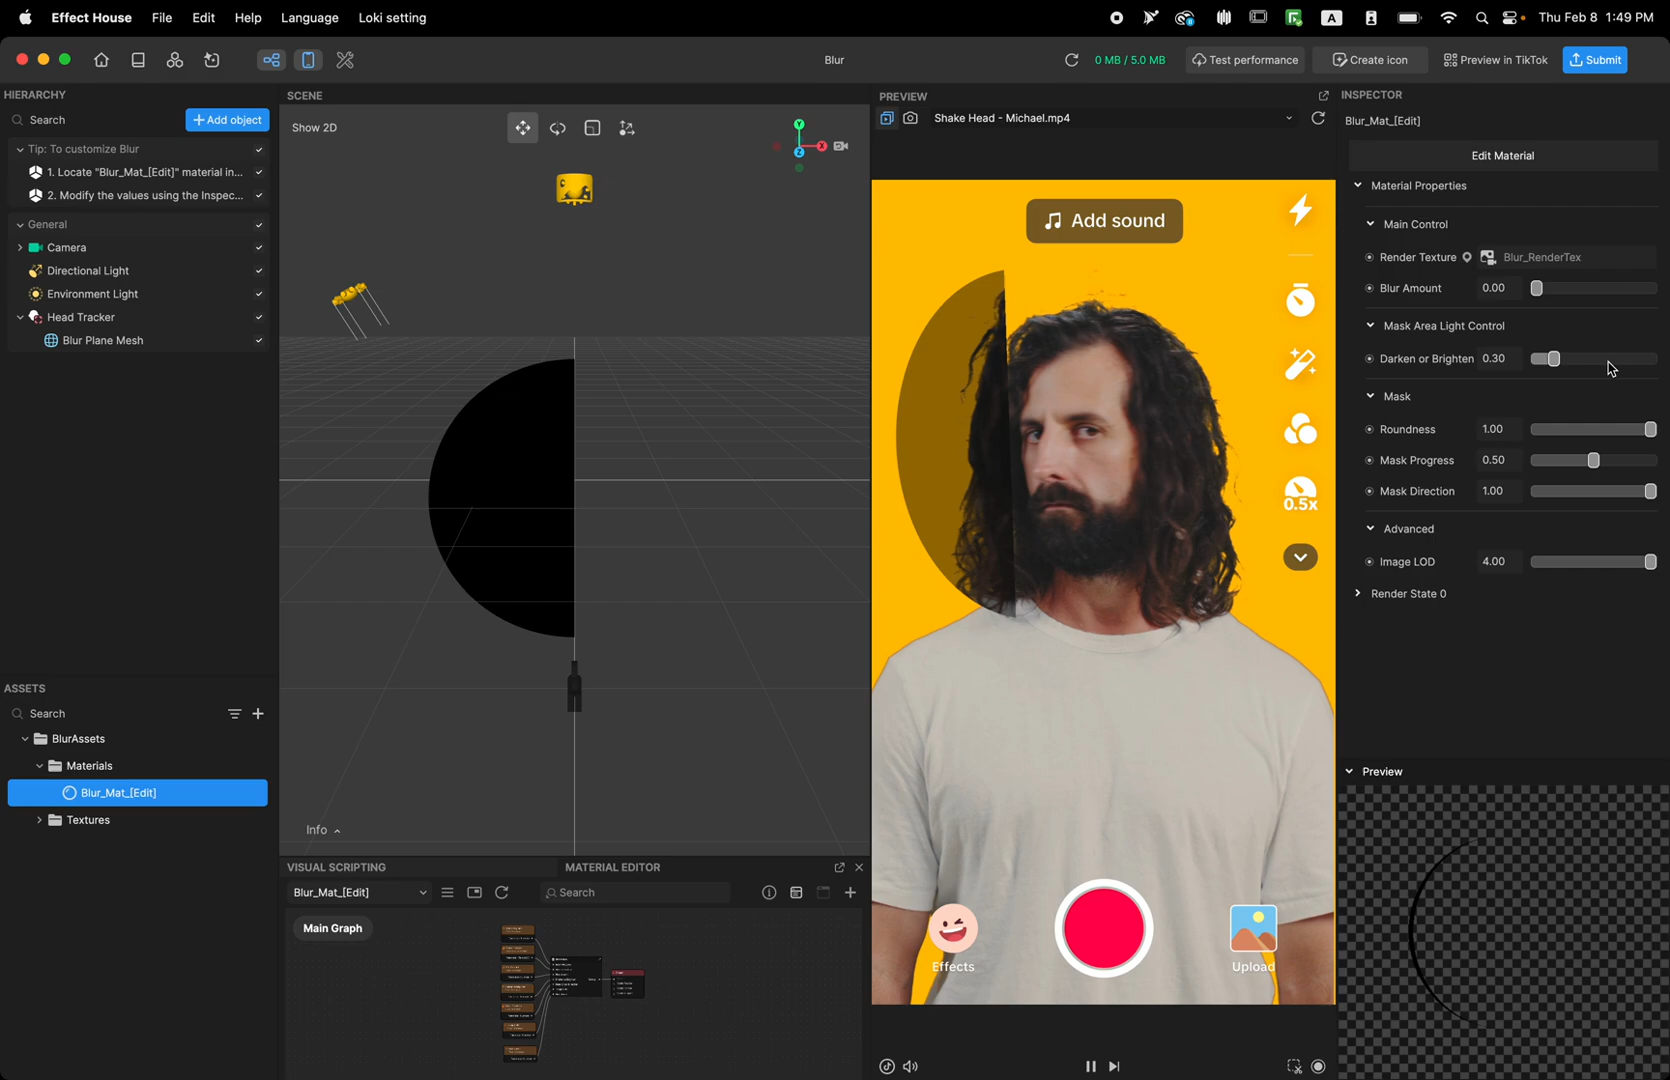 Effect House File Edit Help Language Loki setting
A
Thu Feb 8 1:49 PM
Blur
0 MB / 5.0 MB
Test performance
Create icon
Preview in TikTok
Submit
HIERARCHY
Search
+ Add object
Tip: To customize Blur
1. Locate "Blur_Mat_[Edit]" material in...
2. Modify the values using the Inspec...
General
Camera
Directional Light
Environment Light
Head Tracker
Blur Plane Mesh
ASSETS
Search
BlurAssets
Materials
Blur_Mat_[Edit]
Textures
SCENE
Show 2D
Y
X
Z
Info
VISUAL SCRIPTING
MATERIAL EDITOR
Blur_Mat_[Edit]
Search
Main Graph
PREVIEW
Shake Head - Michael.mp4
Add sound
0.5x
Effects
Upload
INSPECTOR
Blur_Mat_[Edit]
Edit Material
Material Properties
Main Control
Render Texture Blur_RenderTex
Blur Amount 0.00
Mask Area Light Control
Darken or Brighten 0.30
Mask
Roundness 1.00
Mask Progress 0.50
Mask Direction 1.00
Advanced
Image LOD 4.00
Render State 0
Preview